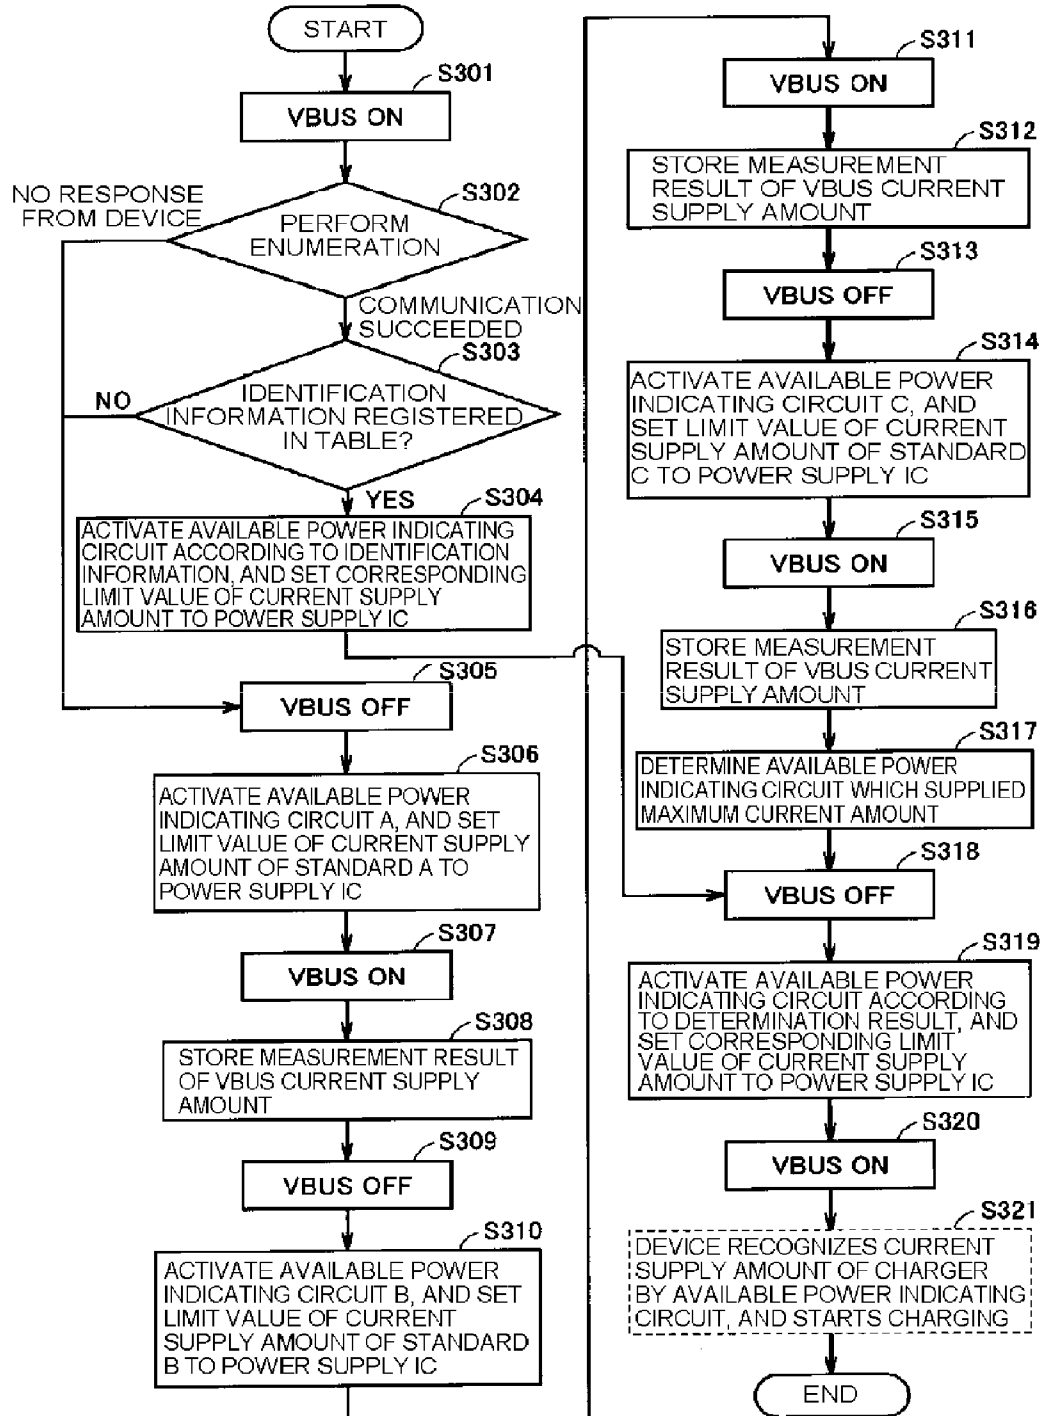 START
S301
VBUS ON
S302
NO RESPONSE
FROM DEVICE
PERFORM
ENUMERATION
COMMUNICATION
SUCCEEDED
S303
IDENTIFICATION
INFORMATION REGISTERED
IN TABLE?
NO
YES
S304
ACTIVATE AVAILABLE POWER INDICATING
CIRCUIT ACCORDING TO IDENTIFICATION
INFORMATION, AND SET CORRESPONDING
LIMIT VALUE OF CURRENT SUPPLY
AMOUNT TO POWER SUPPLY IC
S305
VBUS OFF
S306
ACTIVATE AVAILABLE POWER
INDICATING CIRCUIT A, AND SET
LIMIT VALUE OF CURRENT SUPPLY
AMOUNT OF STANDARD A TO
POWER SUPPLY IC
S307
VBUS ON
S308
STORE MEASUREMENT RESULT
OF VBUS CURRENT SUPPLY
AMOUNT
S309
VBUS OFF
S310
ACTIVATE AVAILABLE POWER
INDICATING CIRCUIT B, AND SET
LIMIT VALUE OF CURRENT
SUPPLY AMOUNT OF STANDARD
B TO POWER SUPPLY IC
S311
VBUS ON
S312
STORE MEASUREMENT
RESULT OF VBUS CURRENT
SUPPLY AMOUNT
S313
VBUS OFF
S314
ACTIVATE AVAILABLE POWER
INDICATING CIRCUIT C, AND
SET LIMIT VALUE OF CURRENT
SUPPLY AMOUNT OF STANDARD
C TO POWER SUPPLY IC
S315
VBUS ON
S316
STORE MEASUREMENT
RESULT OF VBUS CURRENT
SUPPLY AMOUNT
S317
DETERMINE AVAILABLE POWER
INDICATING CIRCUIT WHICH SUPPLIED
MAXIMUM CURRENT AMOUNT
S318
VBUS OFF
S319
ACTIVATE AVAILABLE POWER
INDICATING CIRCUIT ACCORDING
TO DETERMINATION RESULT, AND
SET CORRESPONDING LIMIT
VALUE OF CURRENT SUPPLY
AMOUNT TO POWER SUPPLY IC
S320
VBUS ON
S321
DEVICE RECOGNIZES CURRENT
SUPPLY AMOUNT OF CHARGER
BY AVAILABLE POWER INDICATING
CIRCUIT, AND STARTS CHARGING
END